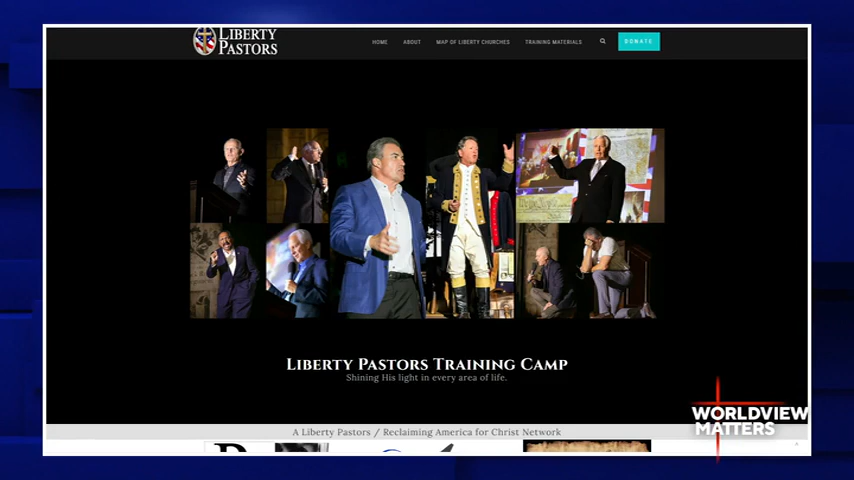 LIBERTY
PASTORS
HOME
ABOUT
MAP OF LIBERTY CHURCHES
TRAINING MATERIALS
DONATE
LIBERTY PASTORS TRAINING CAMP
Shining His light in every area of life.
A Liberty Pastors / Reclaiming America for Christ Network
WORLDVIEW
MATTERS